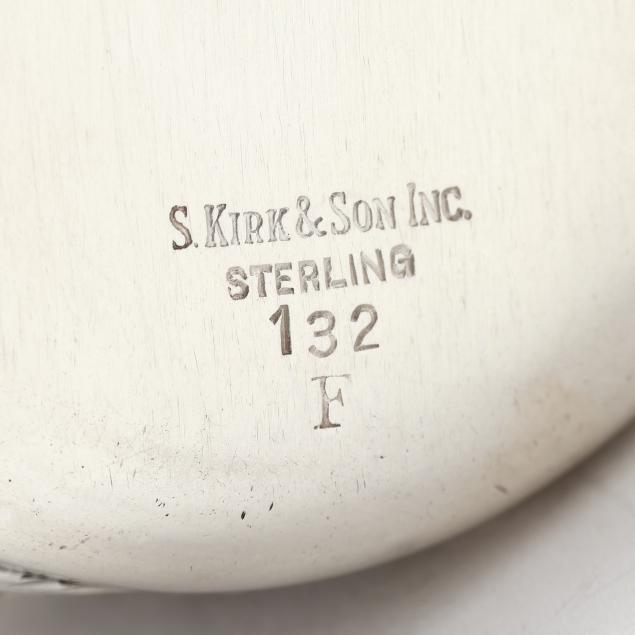 S. KIRK & SON INC.
STERLING
132
F